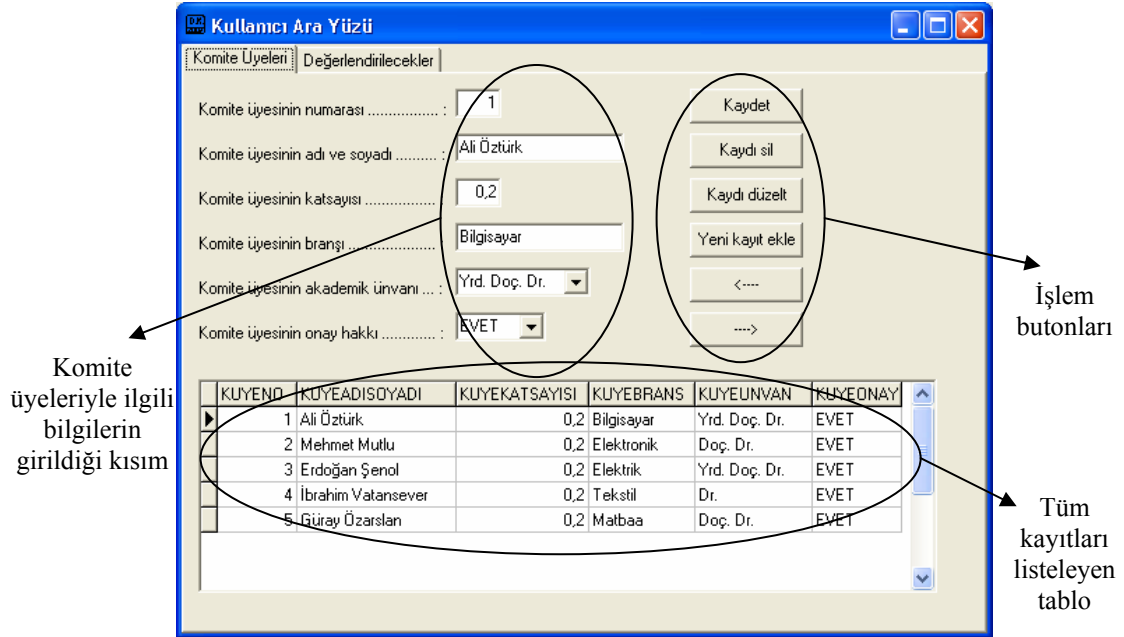 Kullanıcı Ara Yüzü
Komite Üyeleri Değerlendirilecekler
Komite üyesinin numarası ................. : 1
Kaydet
Komite üyesinin adı ve soyadı .......... : Ali Öztürk
Kaydı sil
Komite üyesinin katsayısı ................. 0,2
Kaydı düzelt
Komite üyesinin branşı ..................... Bilgisayar
Yeni kayıt ekle
Komite üyesinin akademik ünvanı ... : Yrd. Doç. Dr.
<----
Komite üyesinin onay hakkı ............. : EVET
---->
İşlem
butonları
Komite
üyeleriyle ilgili
bilgilerin
girildiği kısım
KUYENO KUYEADISOYADI KUYEKATSAYISI KUYEBRANS KUYEUNVAN KUYEONAY
1 Ali Öztürk 0,2 Bilgisayar Yrd. Doç. Dr. EVET
2 Mehmet Mutlu 0,2 Elektronik Doç. Dr. EVET
3 Erdoğan Şenol 0,2 Elektrik Yrd. Doç. Dr. EVET
4 İbrahim Vatansever 0,2 Tekstil Dr. EVET
5 Güray Özarslan 0,2 Matbaa Doç. Dr. EVET
Tüm
kayıtları
listeleyen
tablo